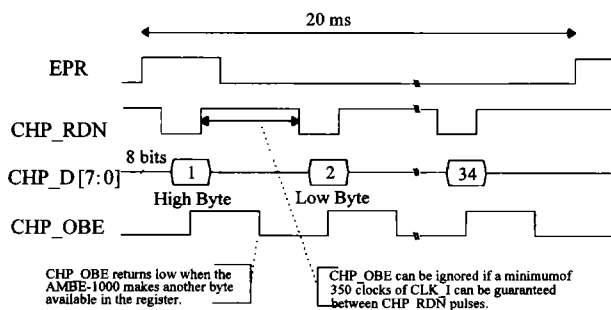 20 ms
EPR
CHP_RDN
8 bits
CHP_D[7:0]
1
2
34
High Byte
Low Byte
CHP_OBE
CHP_OBE returns low when the
AMBE-1000 makes another byte
available in the register.
CHP_OBE can be ignored if a minimumof
350 clocks of CLK_I can be guaranteed
between CHP_RDN pulses.